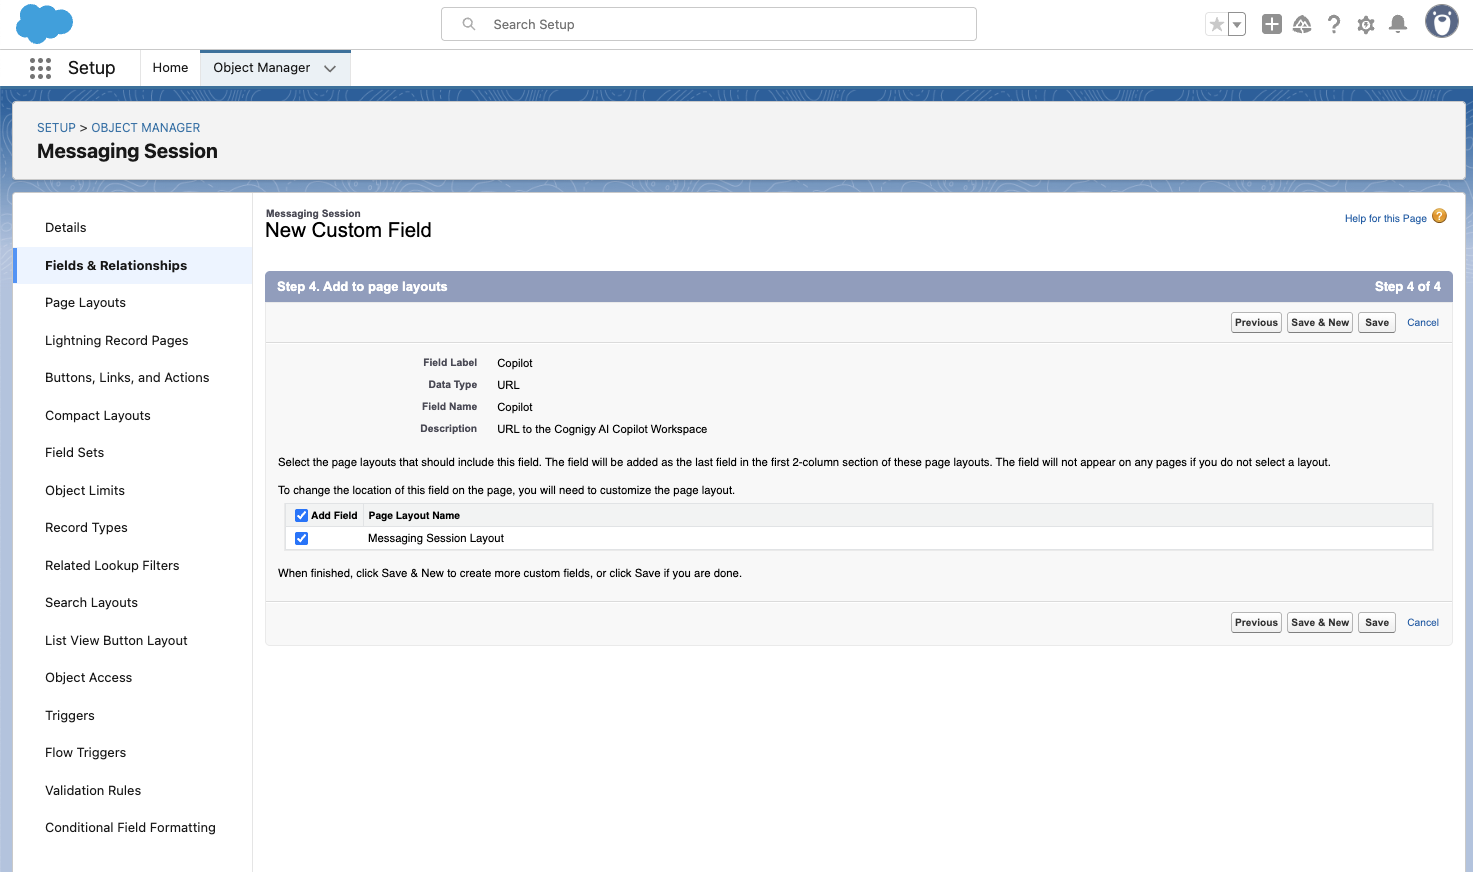 Search Setup
Setup
Home
Object Manager
SETUP > OBJECT MANAGER
Messaging Session
Details
Fields & Relationships
Page Layouts
Lightning Record Pages
Buttons, Links, and Actions
Compact Layouts
Field Sets
Object Limits
Record Types
Related Lookup Filters
Search Layouts
List View Button Layout
Object Access
Triggers
Flow Triggers
Validation Rules
Conditional Field Formatting
Messaging Session
New Custom Field
Help for this Page ?
Step 4. Add to page layouts
Step 4 of 4
Previous Save & New Save Cancel
Field Label Copilot
Data Type URL
Field Name Copilot
Description URL to the Cognigy AI Copilot Workspace
Select the page layouts that should include this field. The field will be added as the last field in the first 2-column section of these page layouts. The field will not appear on any pages if you do not select a layout.
To change the location of this field on the page, you will need to customize the page layout.
Add Field Page Layout Name
Messaging Session Layout
When finished, click Save & New to create more custom fields, or click Save if you are done.
Previous Save & New Save Cancel